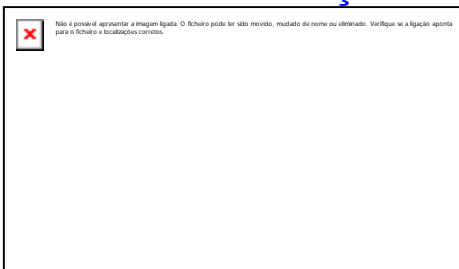 Não é possível apresentar a imagem ligada. O ficheiro pode ter sido movido, mudado de nome ou eliminado. Verifique se a ligação aponta
para o ficheiro e localizações corretos.